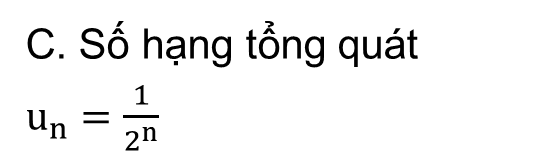 C. Số hạng tổng quát
uₙ = 1/2ⁿ